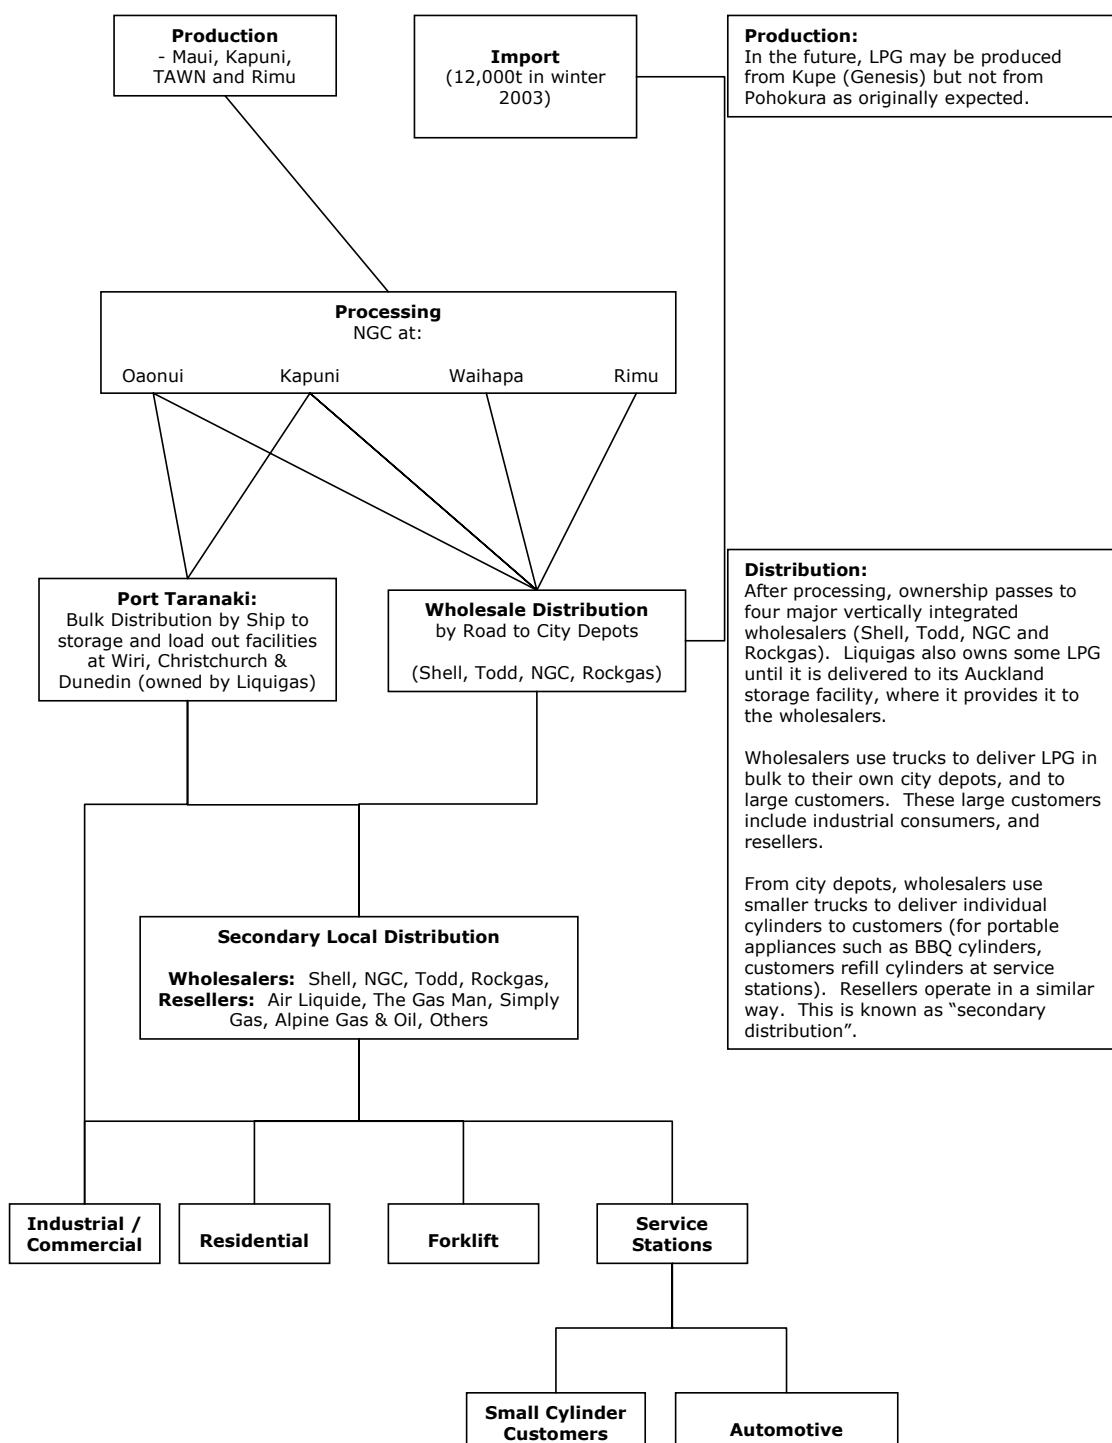 Production
- Maui, Kapuni,
TAWN and Rimu
Import
(12,000t in winter
2003)
Production:
In the future, LPG may be produced
from Kupe (Genesis) but not from
Pohokura as originally expected.
Processing
NGC at:
Oaonui Kapuni Waihapa Rimu
Port Taranaki:
Bulk Distribution by Ship to
storage and load out facilities
at Wiri, Christchurch &
Dunedin (owned by Liquigas)
Wholesale Distribution
by Road to City Depots
(Shell, Todd, NGC, Rockgas)
Distribution:
After processing, ownership passes to
four major vertically integrated
wholesalers (Shell, Todd, NGC and
Rockgas).  Liquigas also owns some LPG
until it is delivered to its Auckland
storage facility, where it provides it to
the wholesalers.
Wholesalers use trucks to deliver LPG in
bulk to their own city depots, and to
large customers.  These large customers
include industrial consumers, and
resellers.
From city depots, wholesalers use
smaller trucks to deliver individual
cylinders to customers (for portable
appliances such as BBQ cylinders,
customers refill cylinders at service
stations).  Resellers operate in a similar
way.  This is known as “secondary
distribution”.
Secondary Local Distribution
Wholesalers:  Shell, NGC, Todd, Rockgas,
Resellers: Air Liquide, The Gas Man, Simply
Gas, Alpine Gas & Oil, Others
Industrial /
Commercial
Residential
Forklift
Service
Stations
Small Cylinder
Customers
Automotive